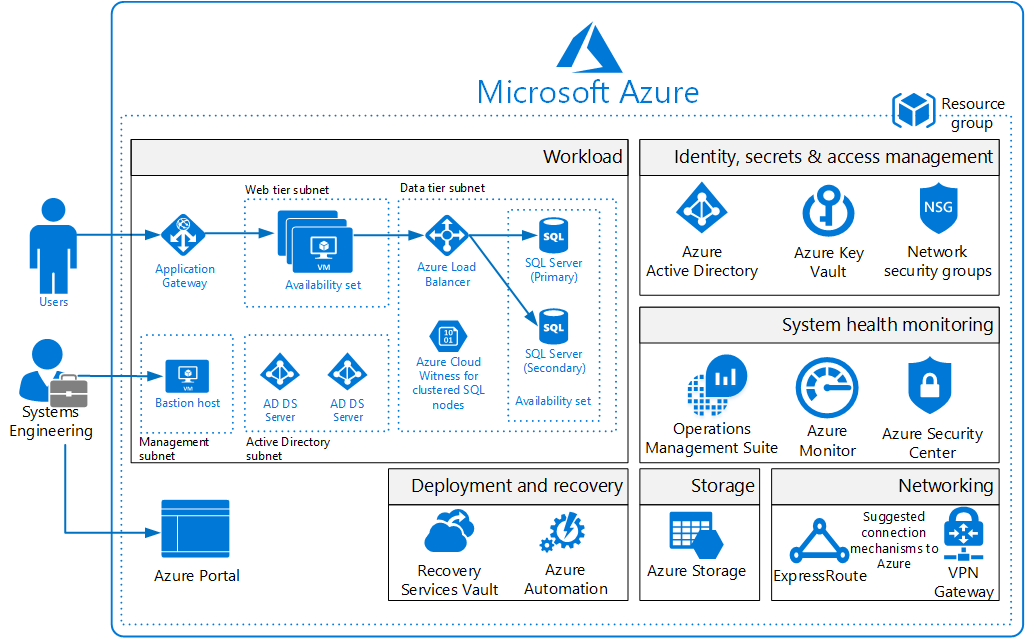 Microsoft Azure
Resource
group
Workload
Web tier subnet
Data tier subnet
Users
Application
Gateway
VM
Availability set
Azure Load
Balancer
SQL
SQL Server
(Primary)
SQL
SQL Server
(Secondary)
Availability set
10
01
Azure Cloud
Witness for
clustered SQL
nodes
Systems
Engineering
VM
Bastion host
Management
subnet
AD DS
Server
AD DS
Server
Active Directory
subnet
Azure Portal
Identity, secrets & access management
Azure
Active Directory
Azure Key
Vault
NSG
Network
security groups
System health monitoring
Operations
Management Suite
Azure
Monitor
Azure Security
Center
Deployment and recovery
Recovery
Services Vault
Azure
Automation
Storage
Azure Storage
Networking
ExpressRoute
Suggested
connection
mechanisms to
Azure
VPN
Gateway